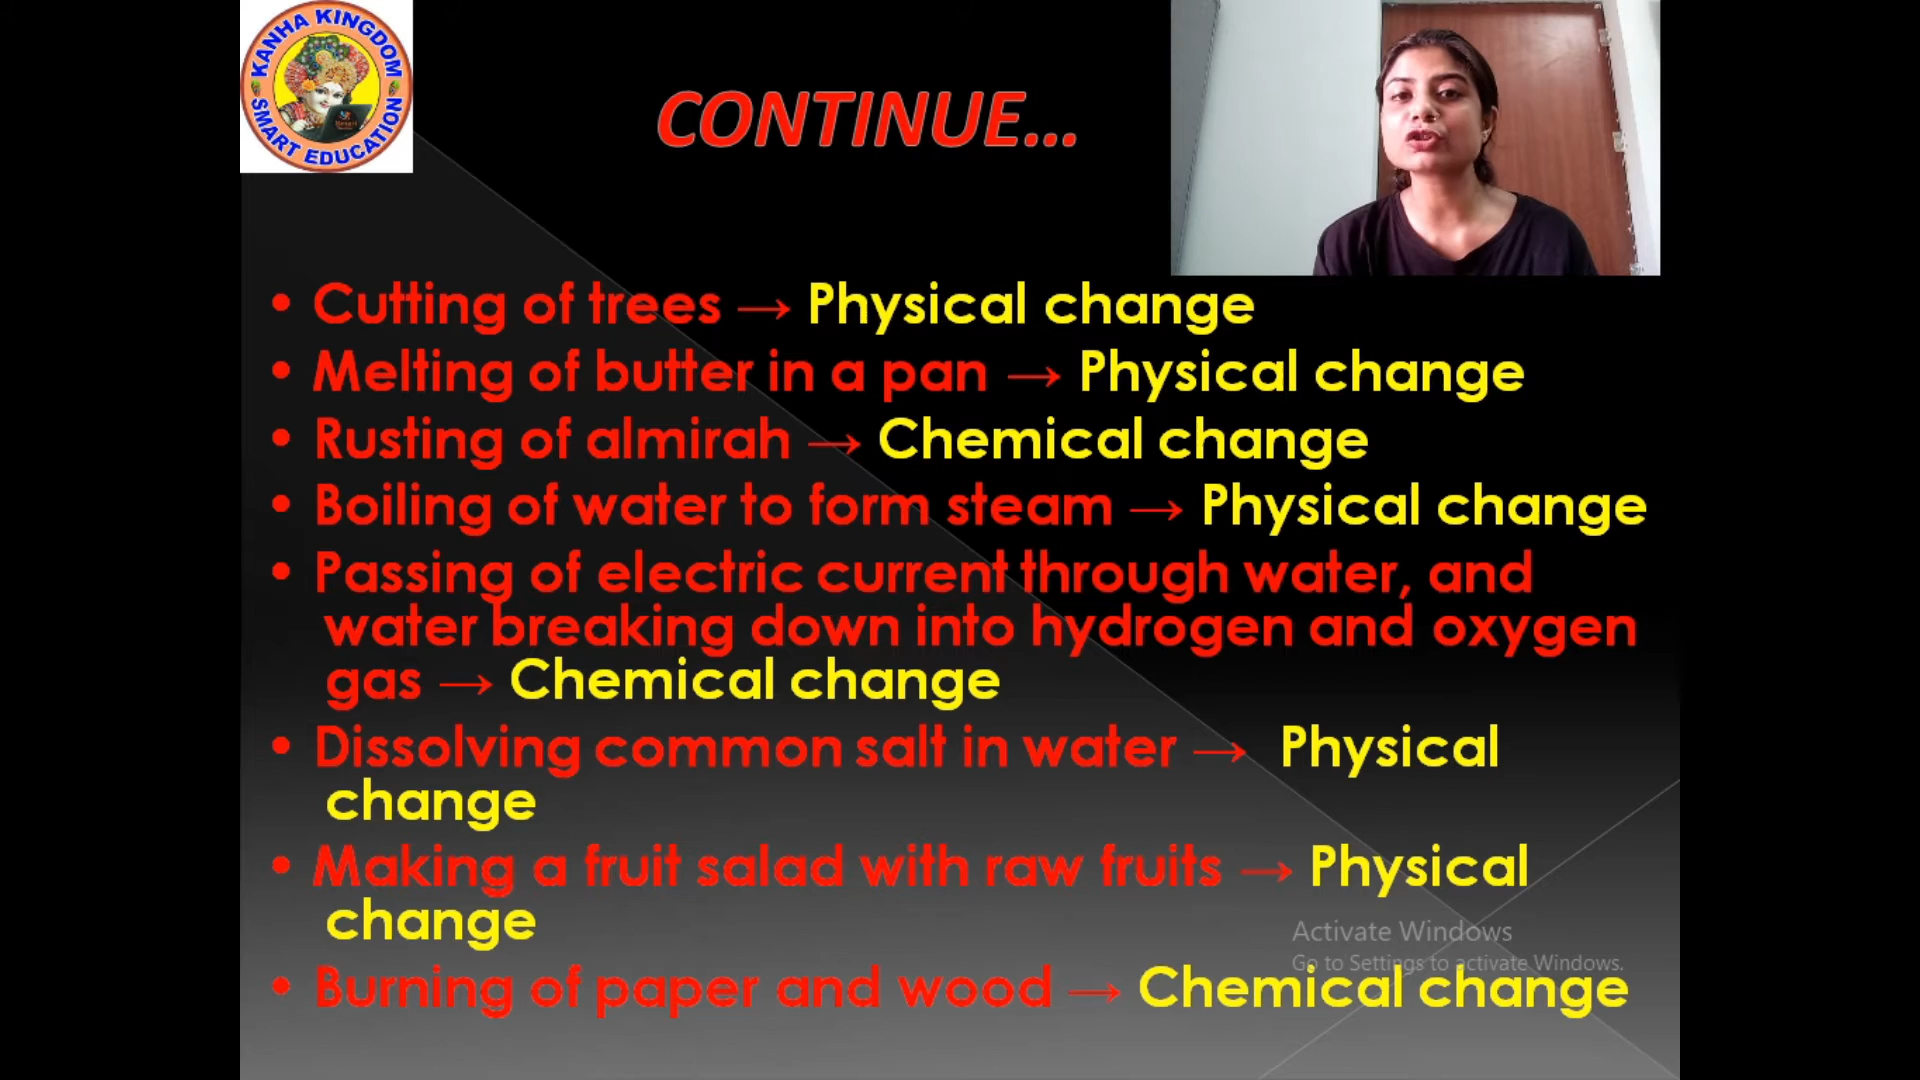 KANHA KINGDOM
SMART EDUCATION
CONTINUE...
• Cutting of trees → Physical change
• Melting of butter in a pan → Physical change
• Rusting of almirah → Chemical change
• Boiling of water to form steam → Physical change
• Passing of electric current through water, and
water breaking down into hydrogen and oxygen
gas → Chemical change
• Dissolving common salt in water → Physical
change
• Making a fruit salad with raw fruits → Physical
change
Activate Windows
Go to Settings to activate Windows.
• Burning of paper and wood → Chemical change